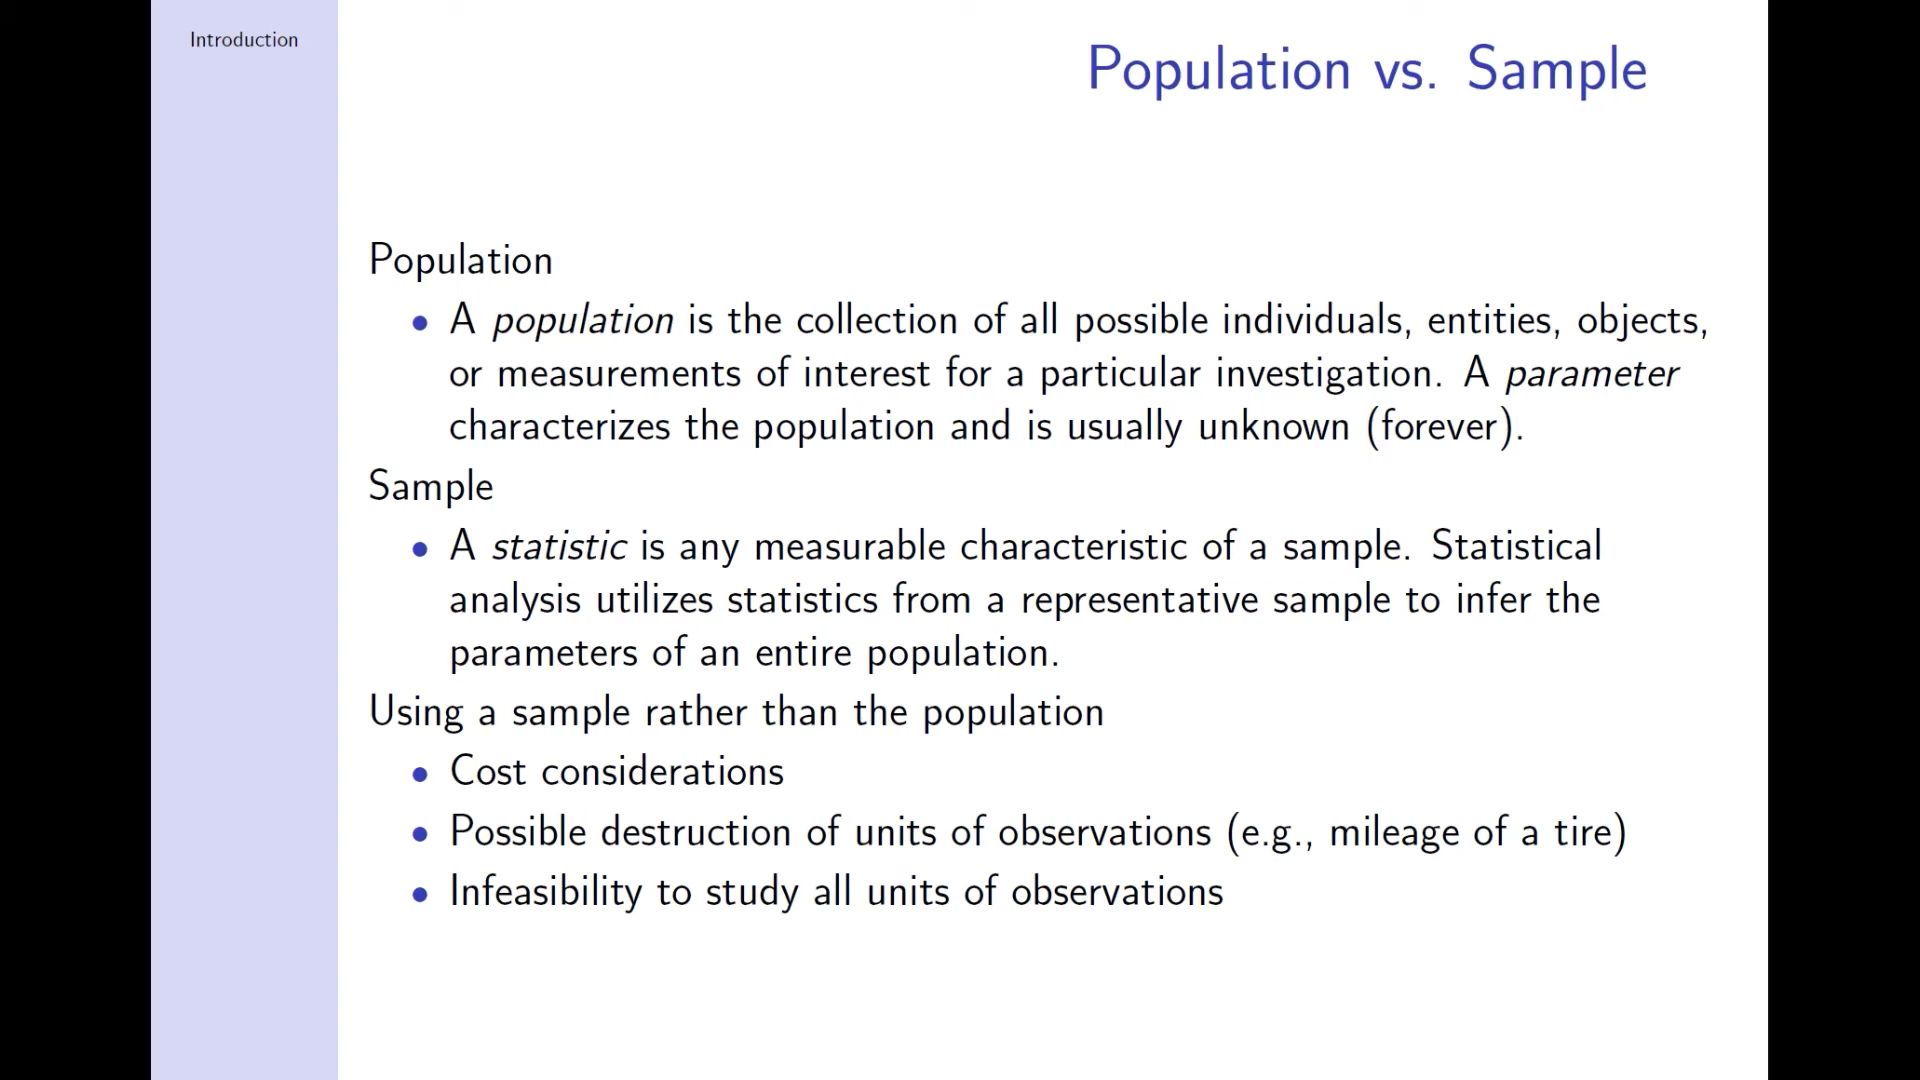 Introduction
Population vs. Sample
Population
• A population is the collection of all possible individuals, entities, objects,
or measurements of interest for a particular investigation. A parameter
characterizes the population and is usually unknown (forever).
Sample
• A statistic is any measurable characteristic of a sample. Statistical
analysis utilizes statistics from a representative sample to infer the
parameters of an entire population.
Using a sample rather than the population
• Cost considerations
• Possible destruction of units of observations (e.g., mileage of a tire)
• Infeasibility to study all units of observations